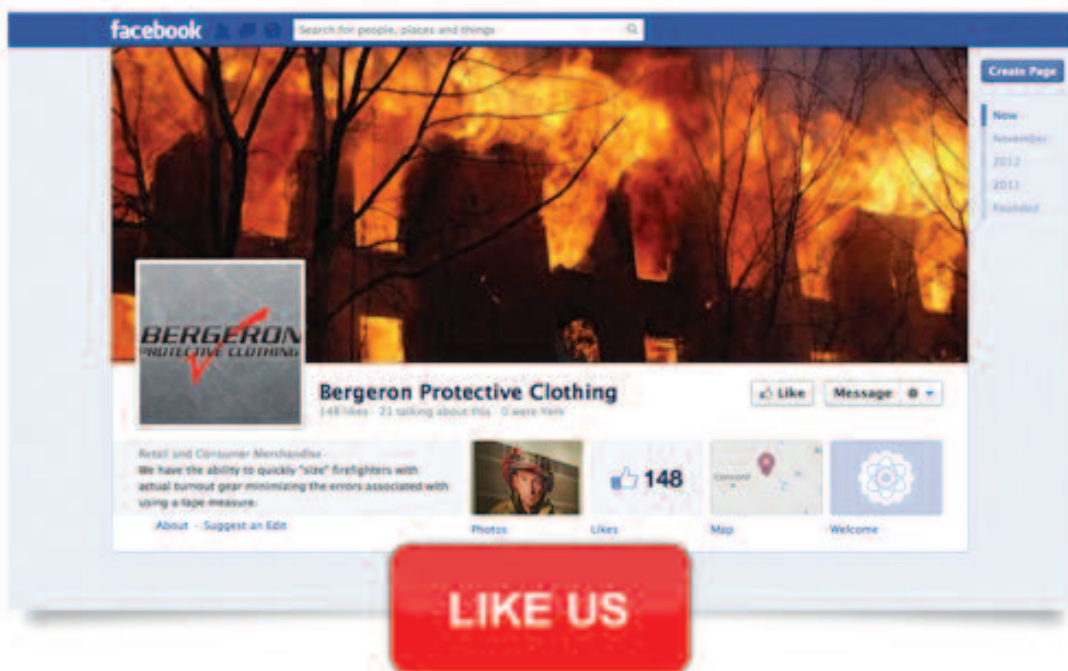 facebook
Search for people, places and things
Create Page
Now
November
2012
2011
Founded
BERGERON
PROTECTIVE CLOTHING
Bergeron Protective Clothing
148 likes · 21 talking about this · 0 were here
Like
Message
Retail and Consumer Merchandise
We have the ability to quickly "size" firefighters with
actual turnout gear minimizing the errors associated with
using a tape measure.
About - Suggest an Edit
148
Concord
Photos
Likes
Map
Welcome
LIKE US